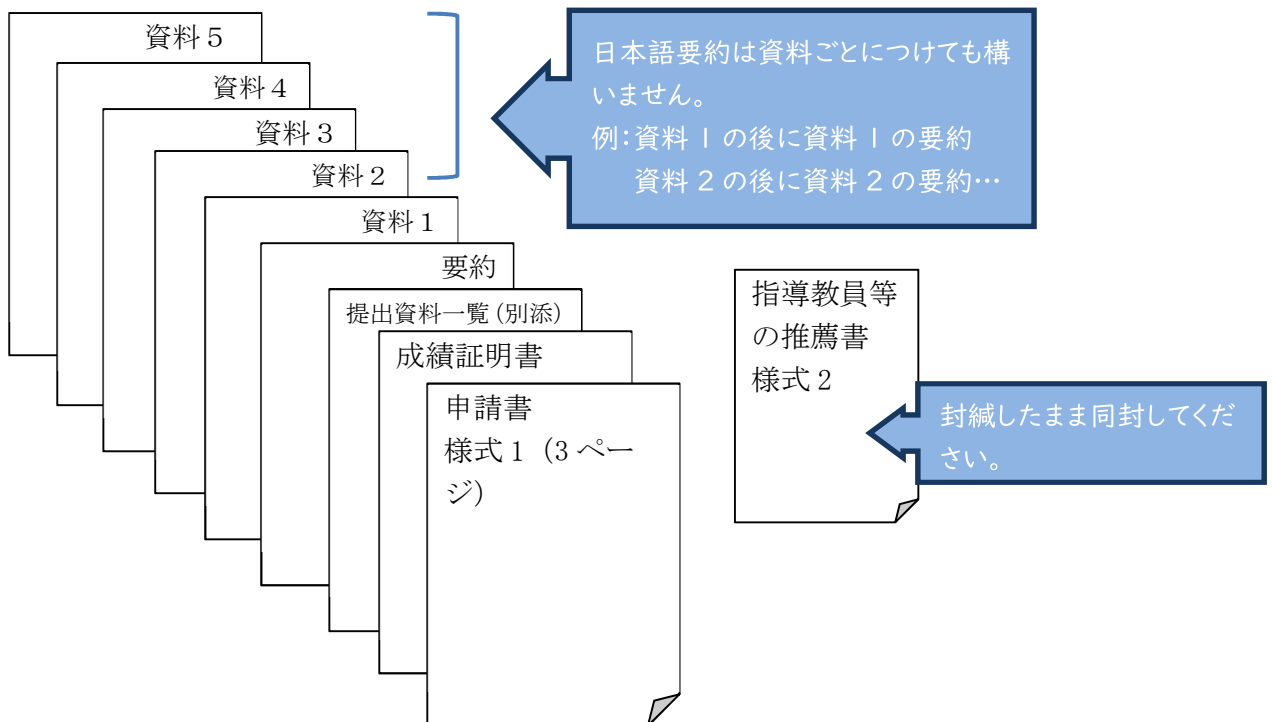 資料５
資料４
資料３
資料２
資料１
要約
提出資料一覧(別添)
成績証明書
申請書
様式１（3 ペー
ジ）
日本語要約は資料ごとにつけても構
いません。
例：資料１の後に資料１の要約
資料２の後に資料２の要約…
指導教員等
の推薦書
様式２
封緘したまま同封してくだ
さい。